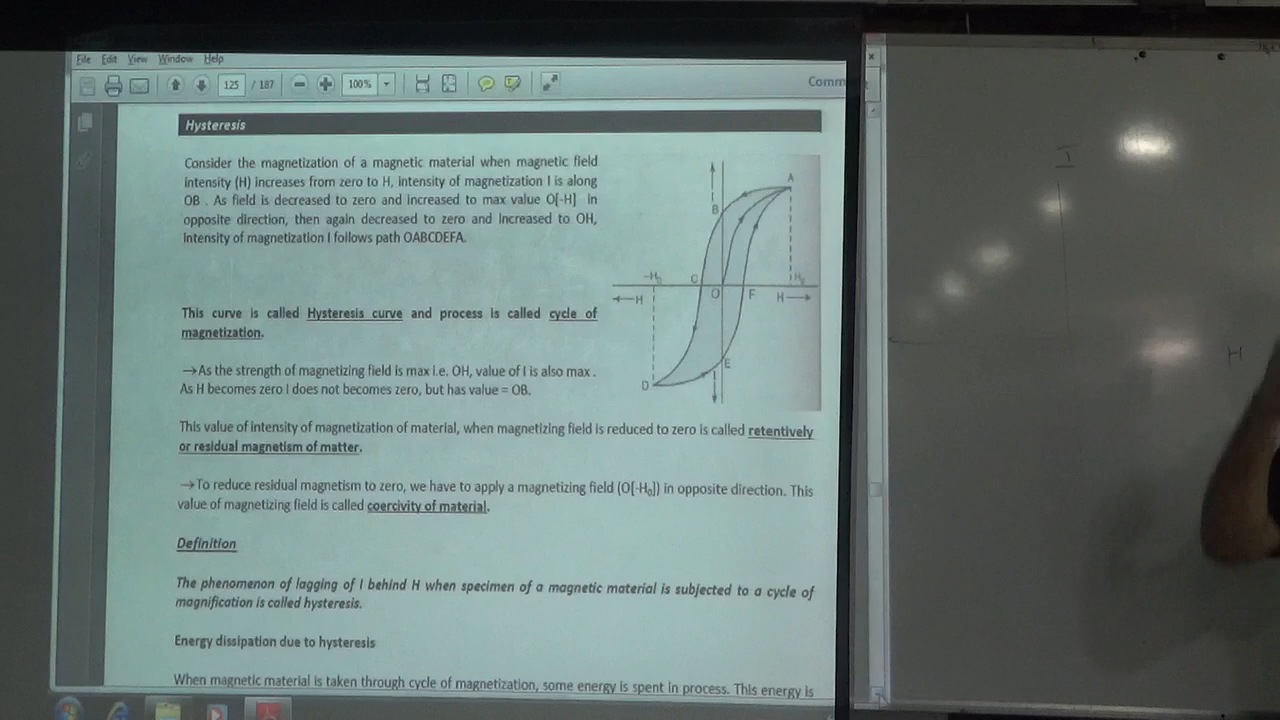 File Edit View Window Help
125 / 187 100% Comm
Hysteresis
Consider the magnetization of a magnetic material when magnetic field
intensity (H) increases from zero to H, intensity of magnetization I is along
OB . As field is decreased to zero and increased to max value O[-H] in
opposite direction, then again decreased to zero and increased to OH,
intensity of magnetization I follows path OABCDEFA.
A
B
-H₀ C H₀
←H O F H→
E
D
This curve is called Hysteresis curve and process is called cycle of
magnetization.
→As the strength of magnetizing field is max i.e. OH, value of I is also max .
As H becomes zero I does not becomes zero, but has value = OB.
This value of intensity of magnetization of material, when magnetizing field is reduced to zero is called retentively
or residual magnetism of matter.
→To reduce residual magnetism to zero, we have to apply a magnetizing field (O[-H₀]) in opposite direction. This
value of magnetizing field is called coercivity of material.
Definition
The phenomenon of lagging of I behind H when specimen of a magnetic material is subjected to a cycle of
magnification is called hysteresis.
Energy dissipation due to hysteresis
When magnetic material is taken through cycle of magnetization, some energy is spent in process. This energy is
I
H